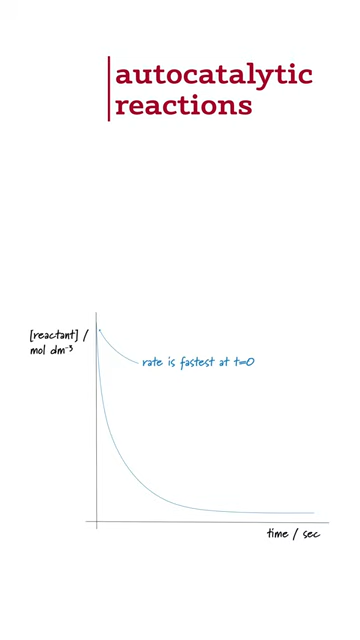 autocatalytic
reactions
[reactant] /
mol dm⁻³
rate is fastest at t=0
time / sec